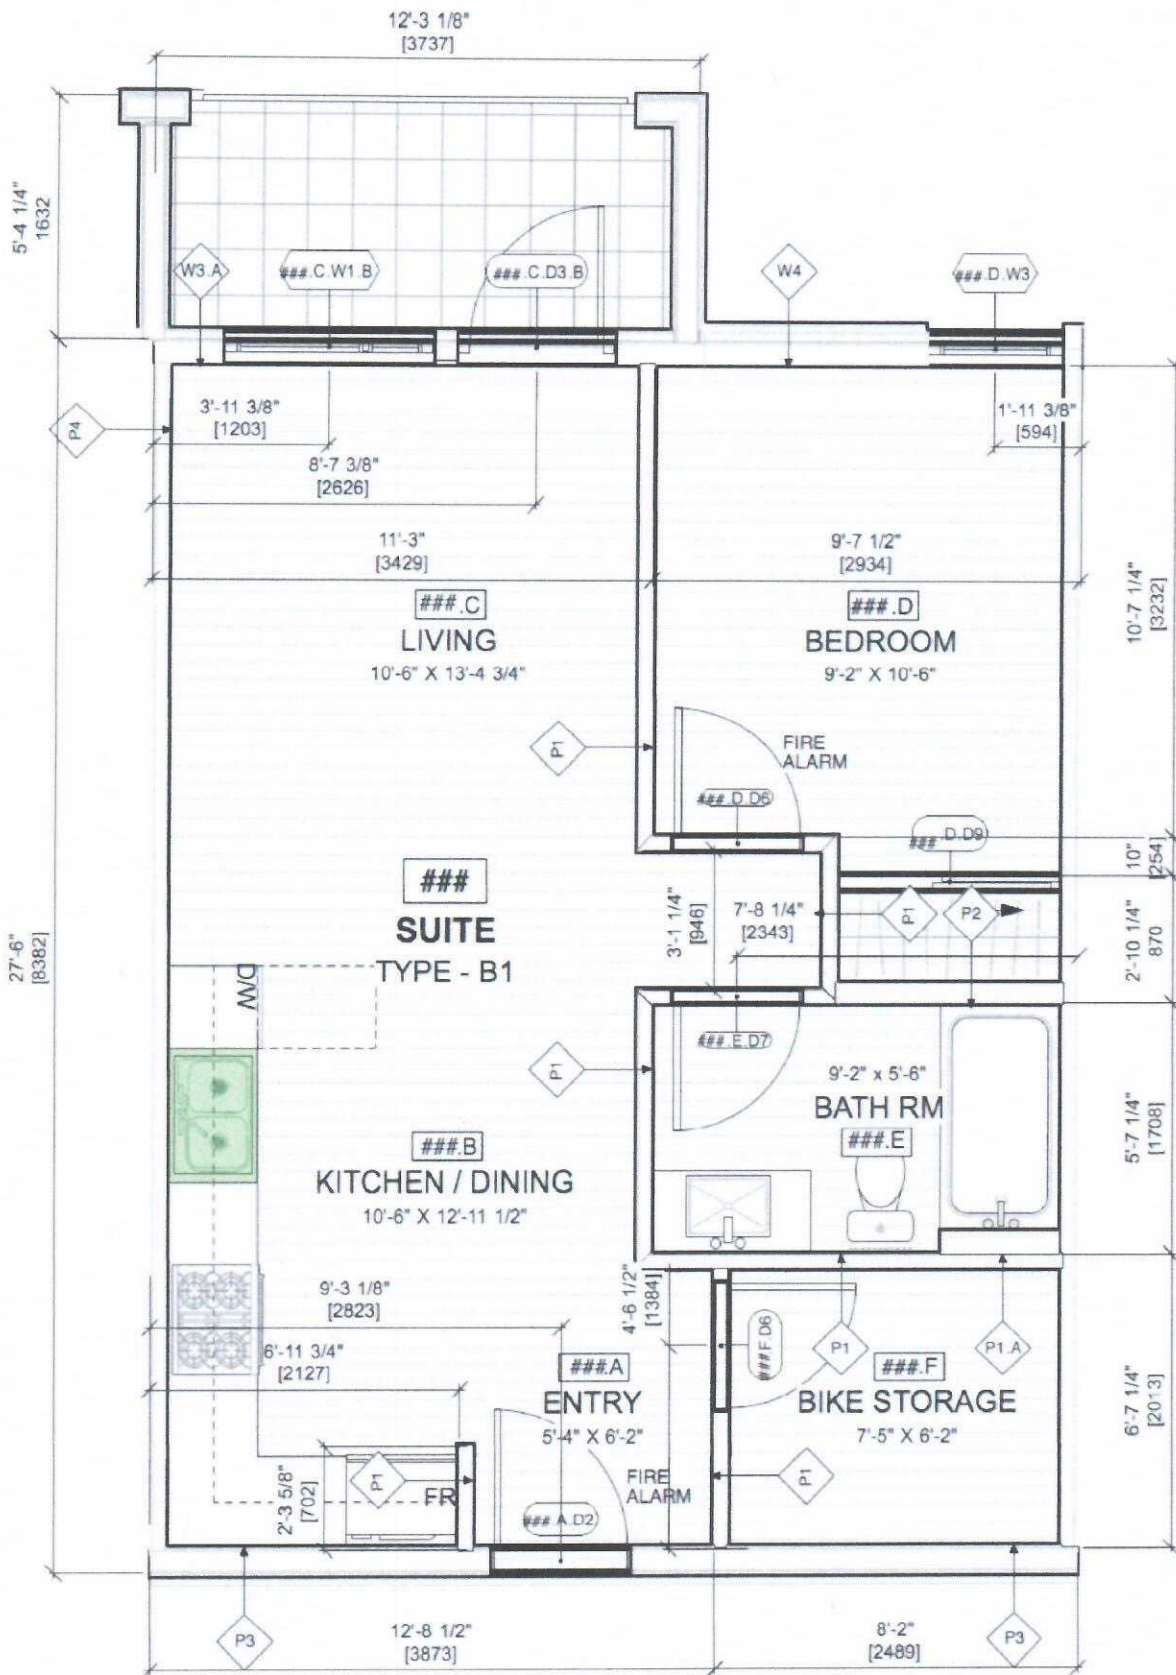 12'-3 1/8"
[3737]
5'-4 1/4"
1632
W3.A
###.C.W1.B
###.C.D3.B
W4
###.D.W3
P4
3'-11 3/8"
[1203]
1'-11 3/8"
[594]
8'-7 3/8"
[2626]
11'-3"
[3429]
9'-7 1/2"
[2934]
10'-7 1/4"
[3232]
###.C
LIVING
10'-6" X 13'-4 3/4"
###.D
BEDROOM
9'-2" X 10'-6"
P1
FIRE
ALARM
###.D.D6
###.D.D9
10"
[254]
27'-6"
[8382]
###
SUITE
TYPE - B1
3'-1 1/4"
[946]
7'-8 1/4"
[2343]
P1
P2
2'-10 1/4"
870
D/W
###.E.D7
P1
9'-2" x 5'-6"
BATH RM
###.E
5'-7 1/4"
[1708]
###.B
KITCHEN / DINING
10'-6" X 12'-11 1/2"
9'-3 1/8"
[2823]
4'-6 1/2"
[1384]
6'-11 3/4"
[2127]
###.F.D6
P1
P1.A
###.A
ENTRY
5'-4" X 6'-2"
###.F
BIKE STORAGE
7'-5" X 6'-2"
6'-7 1/4"
[2013]
2'-3 5/8"
[702]
P1
FR
FIRE
ALARM
P1
###.A.D2
P3
12'-8 1/2"
[3873]
8'-2"
[2489]
P3